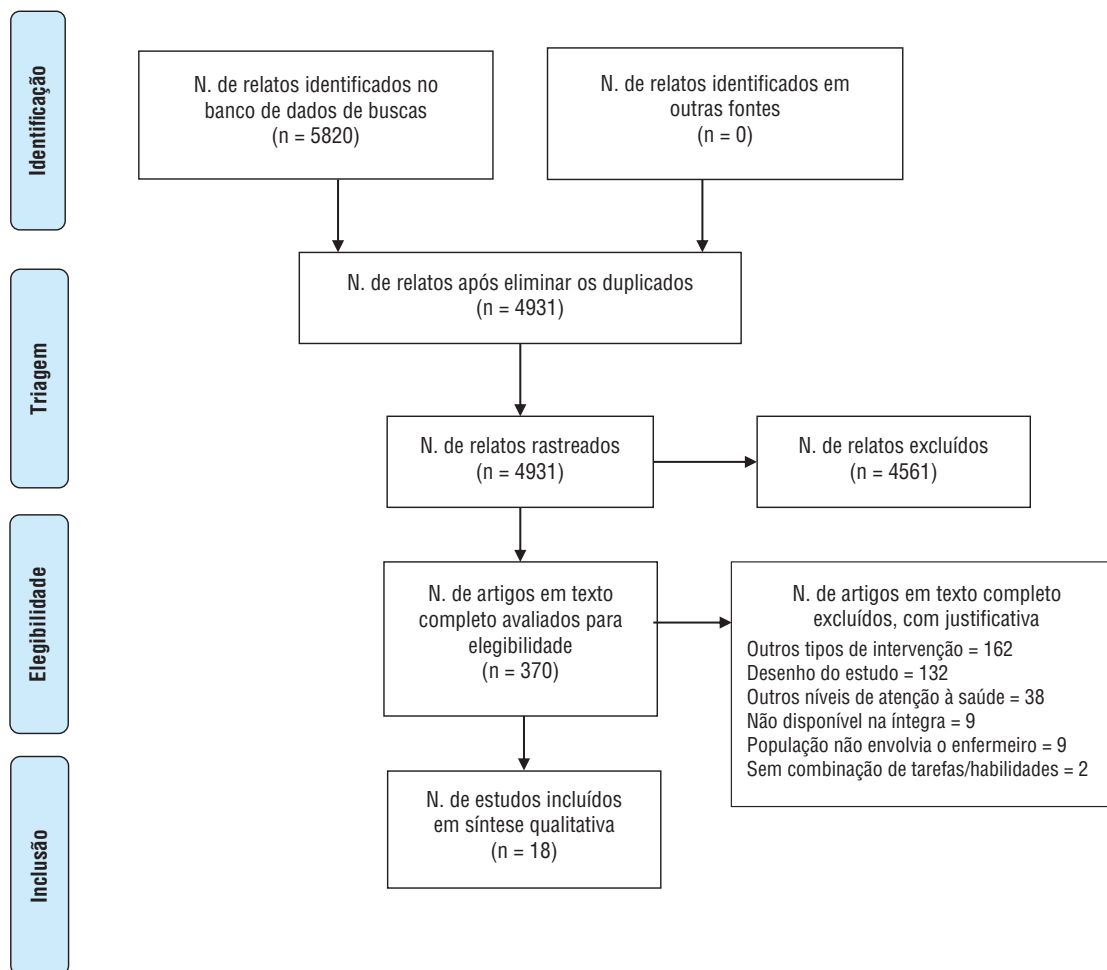 Identificação
N. de relatos identificados no
banco de dados de buscas
(n = 5820)
N. de relatos identificados em
outras fontes
(n = 0)
Triagem
N. de relatos após eliminar os duplicados
(n = 4931)
N. de relatos rastreados
(n = 4931)
N. de relatos excluídos
(n = 4561)
Elegibilidade
N. de artigos em texto
completo avaliados para
elegibilidade
(n = 370)
N. de artigos em texto completo
excluídos, com justificativa
Outros tipos de intervenção = 162
Desenho do estudo = 132
Outros níveis de atenção à saúde = 38
Não disponível na íntegra = 9
População não envolvia o enfermeiro = 9
Sem combinação de tarefas/habilidades = 2
Inclusão
N. de estudos incluídos
em síntese qualitativa
(n = 18)